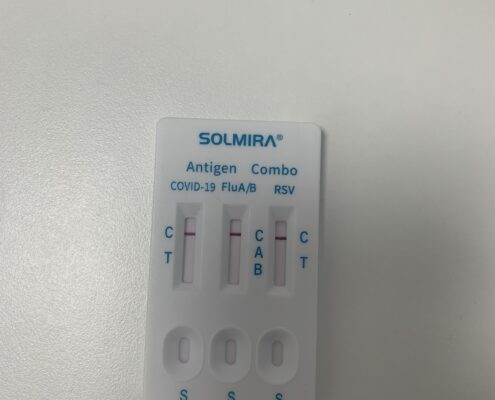 SOLMIRA®
Antigen Combo
COVID-19 FluA/B RSV
C C C
T A T
B
S S S